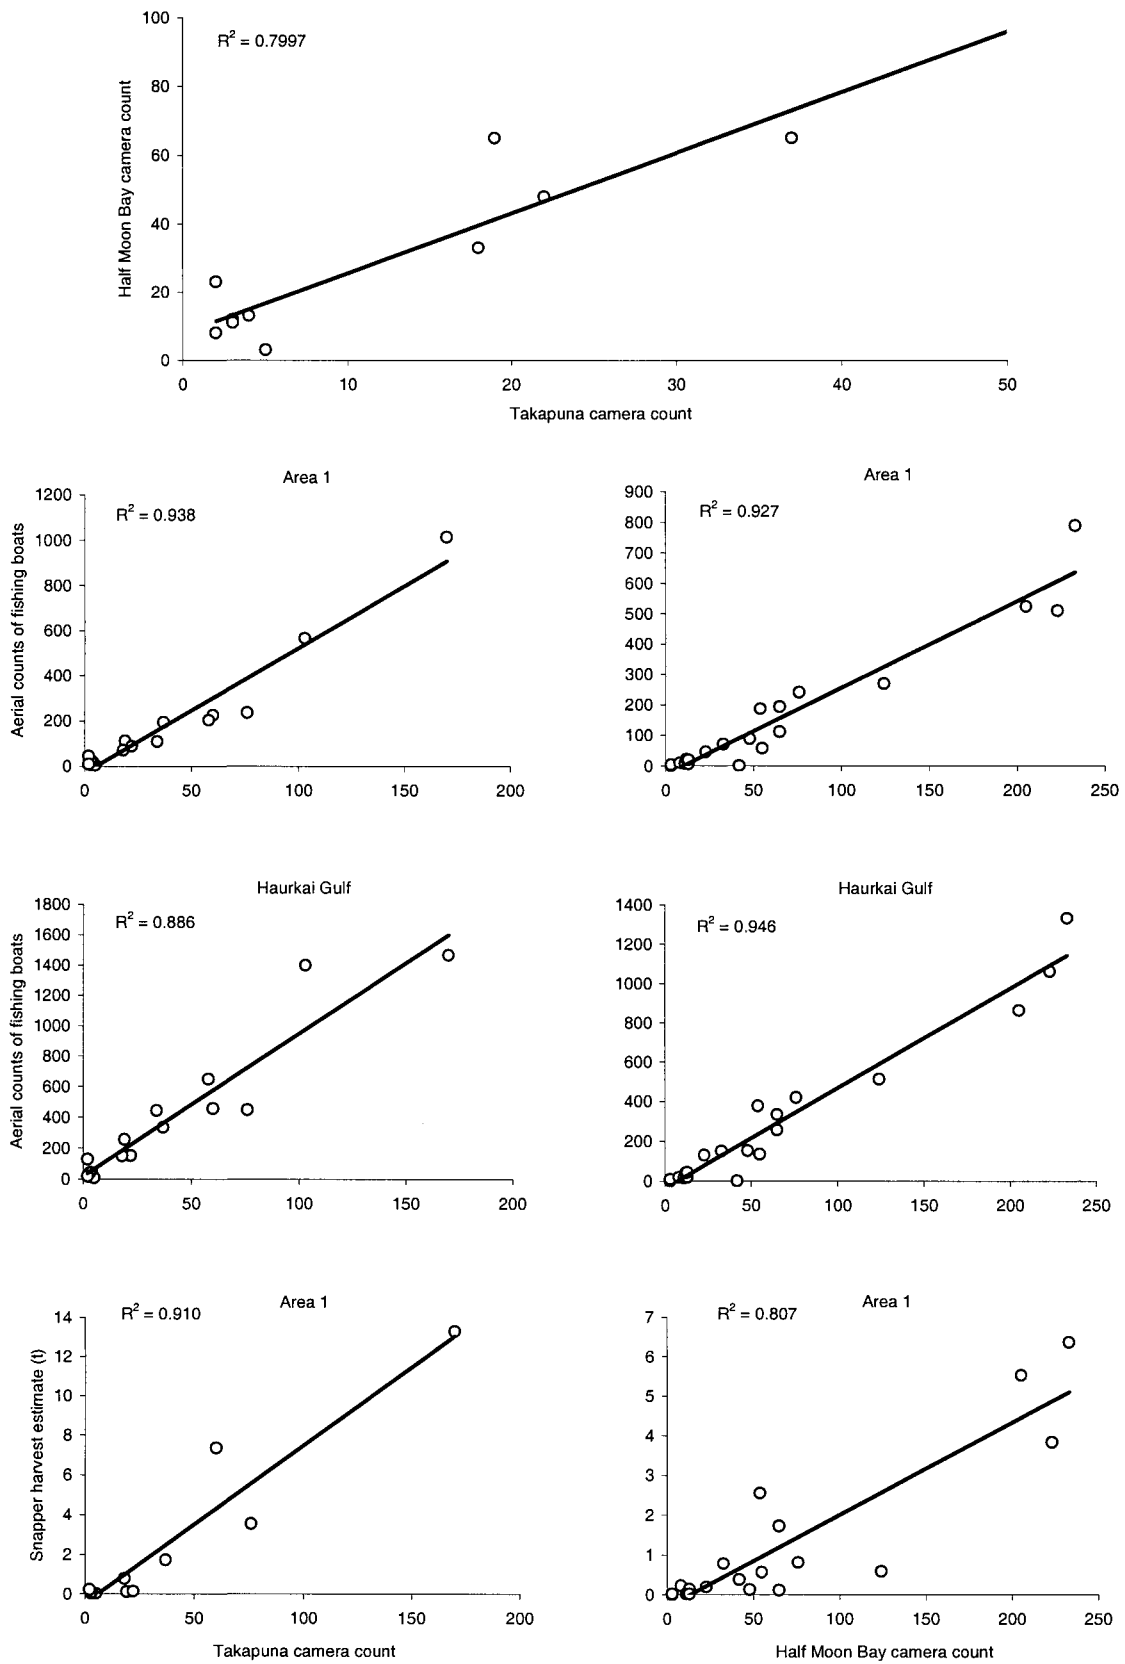 R² = 0.7997
100
80
60
40
20
0
Half Moon Bay camera count
0 10 20 30 40 50
Takapuna camera count
Area 1
R² = 0.938
1200
1000
800
600
400
200
0
Aerial counts of fishing boats
0 50 100 150 200
Area 1
R² = 0.927
900
800
700
600
500
400
300
200
100
0
0 50 100 150 200 250
Haurkai Gulf
R² = 0.886
1800
1600
1400
1200
1000
800
600
400
200
0
Aerial counts of fishing boats
0 50 100 150 200
Haurkai Gulf
R² = 0.946
1400
1200
1000
800
600
400
200
0
0 50 100 150 200 250
Area 1
R² = 0.910
14
12
10
8
6
4
2
0
Snapper harvest estimate (t)
0 50 100 150 200
Takapuna camera count
R² = 0.807
Area 1
7
6
5
4
3
2
1
0
0 50 100 150 200 250
Half Moon Bay camera count